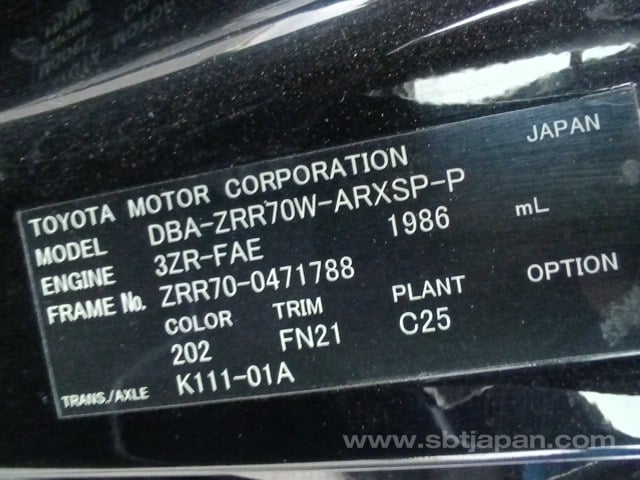 JAPAN
TOYOTA MOTOR CORPORATION
MODEL DBA-ZRR70W-ARXSP-P
ENGINE 3ZR-FAE 1986 mL
FRAME No. ZRR70-0471788
COLOR TRIM PLANT OPTION
202 FN21 C25
TRANS./AXLE K111-01A
www.sbtjapan.com